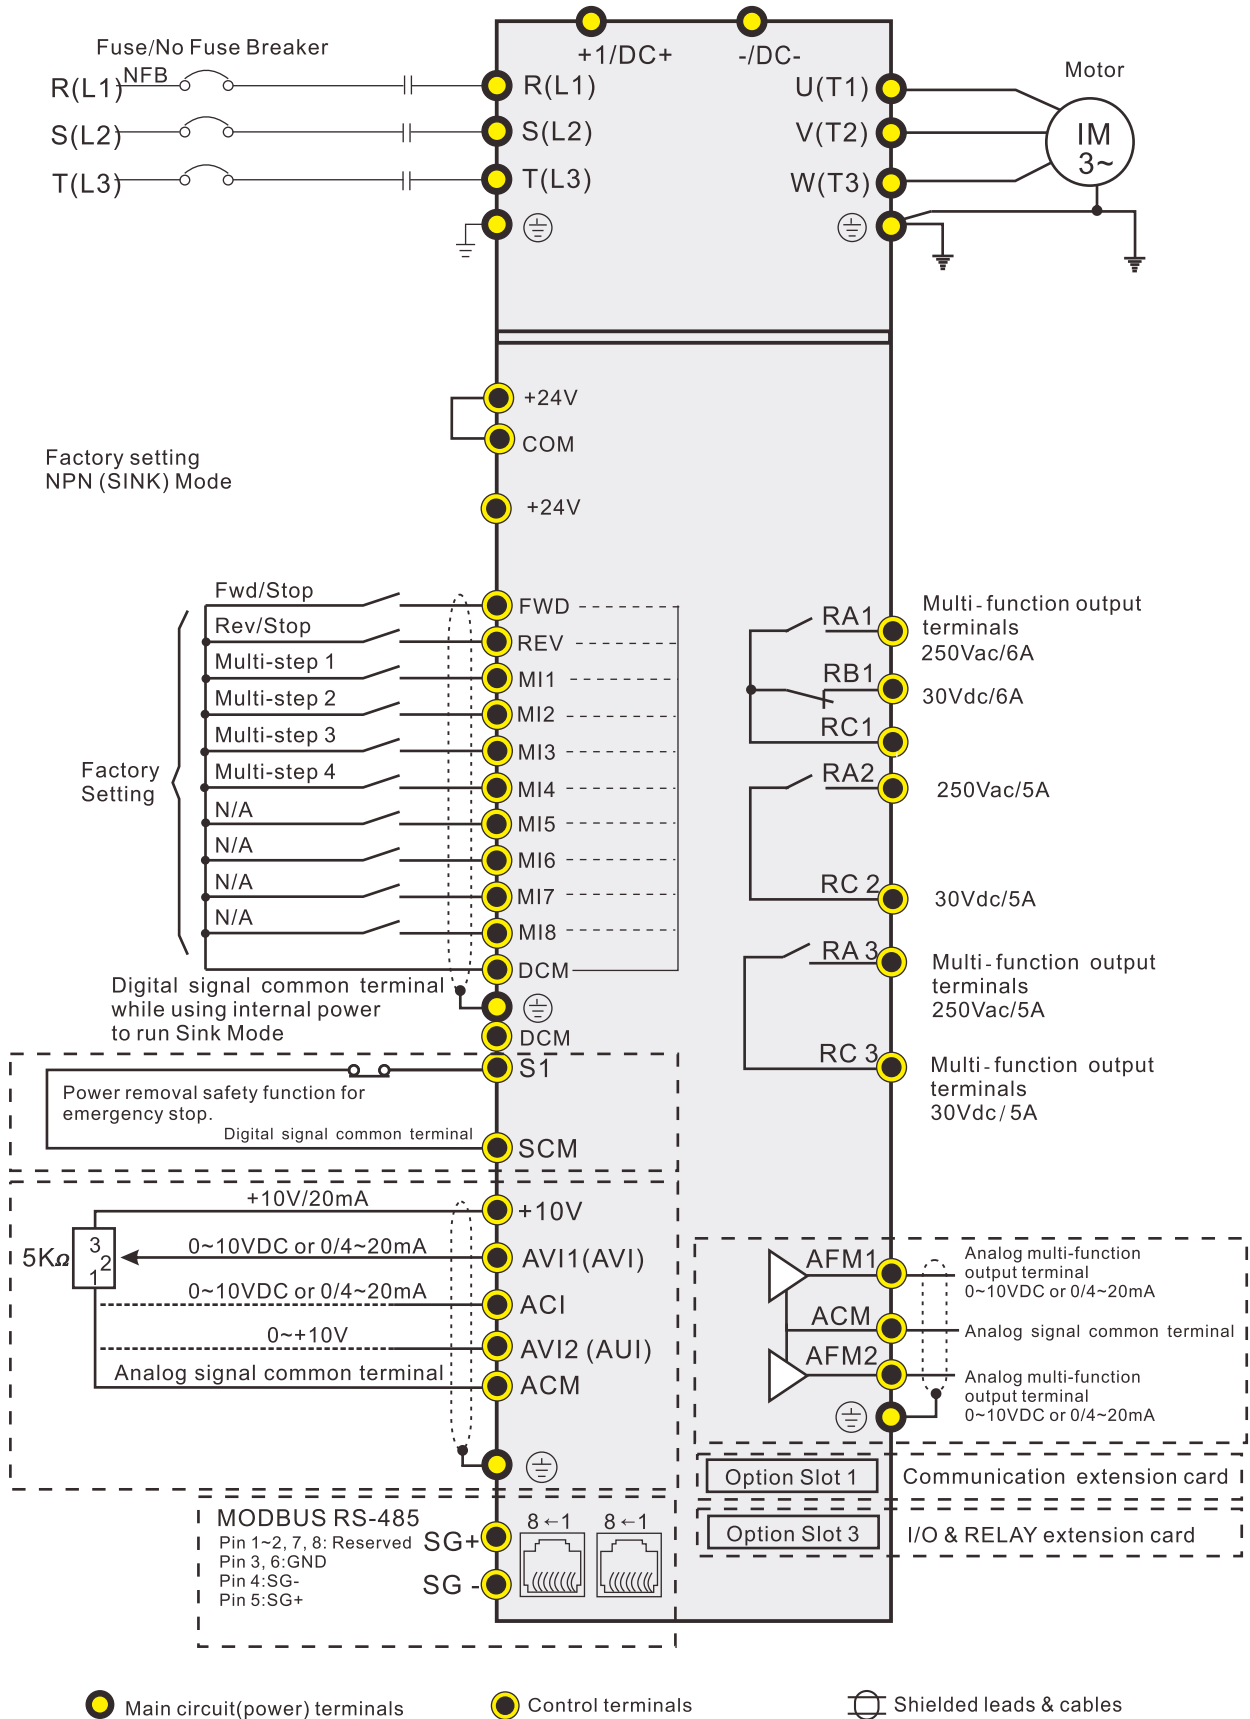 +1/DC+
-/DC-
Fuse/No Fuse Breaker
NFB
R(L1)
S(L2)
T(L3)
R(L1)
S(L2)
T(L3)
U(T1)
V(T2)
W(T3)
Motor
IM
3~
+24V
COM
Factory setting
NPN (SINK) Mode
+24V
Factory
Setting
Fwd/Stop
FWD
Rev/Stop
REV
Multi-step 1
MI1
Multi-step 2
MI2
Multi-step 3
MI3
Multi-step 4
MI4
N/A
MI5
N/A
MI6
N/A
MI7
N/A
MI8
DCM
Digital signal common terminal
while using internal power
to run Sink Mode
DCM
RA1
RB1
RC1
Multi-function output
terminals
250Vac/6A
30Vdc/6A
RA2
250Vac/5A
RC 2
30Vdc/5A
RA 3
Multi-function output
terminals
250Vac/5A
RC 3
Multi-function output
terminals
30Vdc/5A
S1
Power removal safety function for
emergency stop.
Digital signal common terminal
SCM
+10V/20mA
+10V
5KΩ
3
2
1
0~10VDC or 0/4~20mA
AVI1(AVI)
0~10VDC or 0/4~20mA
ACI
0~+10V
AVI2 (AUI)
Analog signal common terminal
ACM
AFM1
Analog multi-function
output terminal
0~10VDC or 0/4~20mA
ACM
Analog signal common terminal
AFM2
Analog multi-function
output terminal
0~10VDC or 0/4~20mA
Option Slot 1
Communication extension card
Option Slot 3
I/O & RELAY extension card
MODBUS RS-485
Pin 1~2, 7, 8: Reserved
Pin 3, 6:GND
Pin 4:SG-
Pin 5:SG+
SG+
SG -
8←1
8←1
Main circuit(power) terminals
Control terminals
Shielded leads & cables